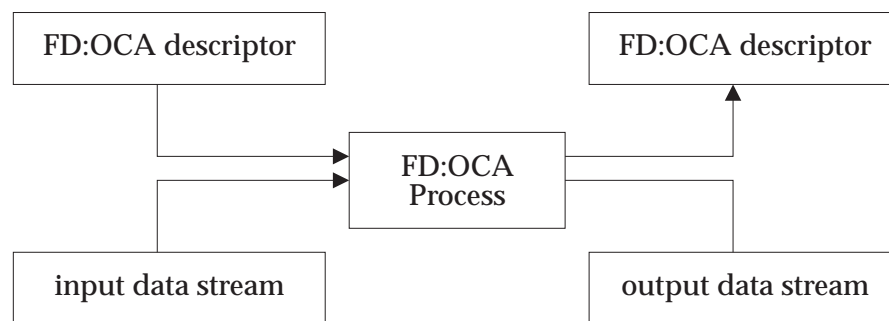 FD:OCA descriptor
FD:OCA descriptor
FD:OCA
Process
input data stream
output data stream